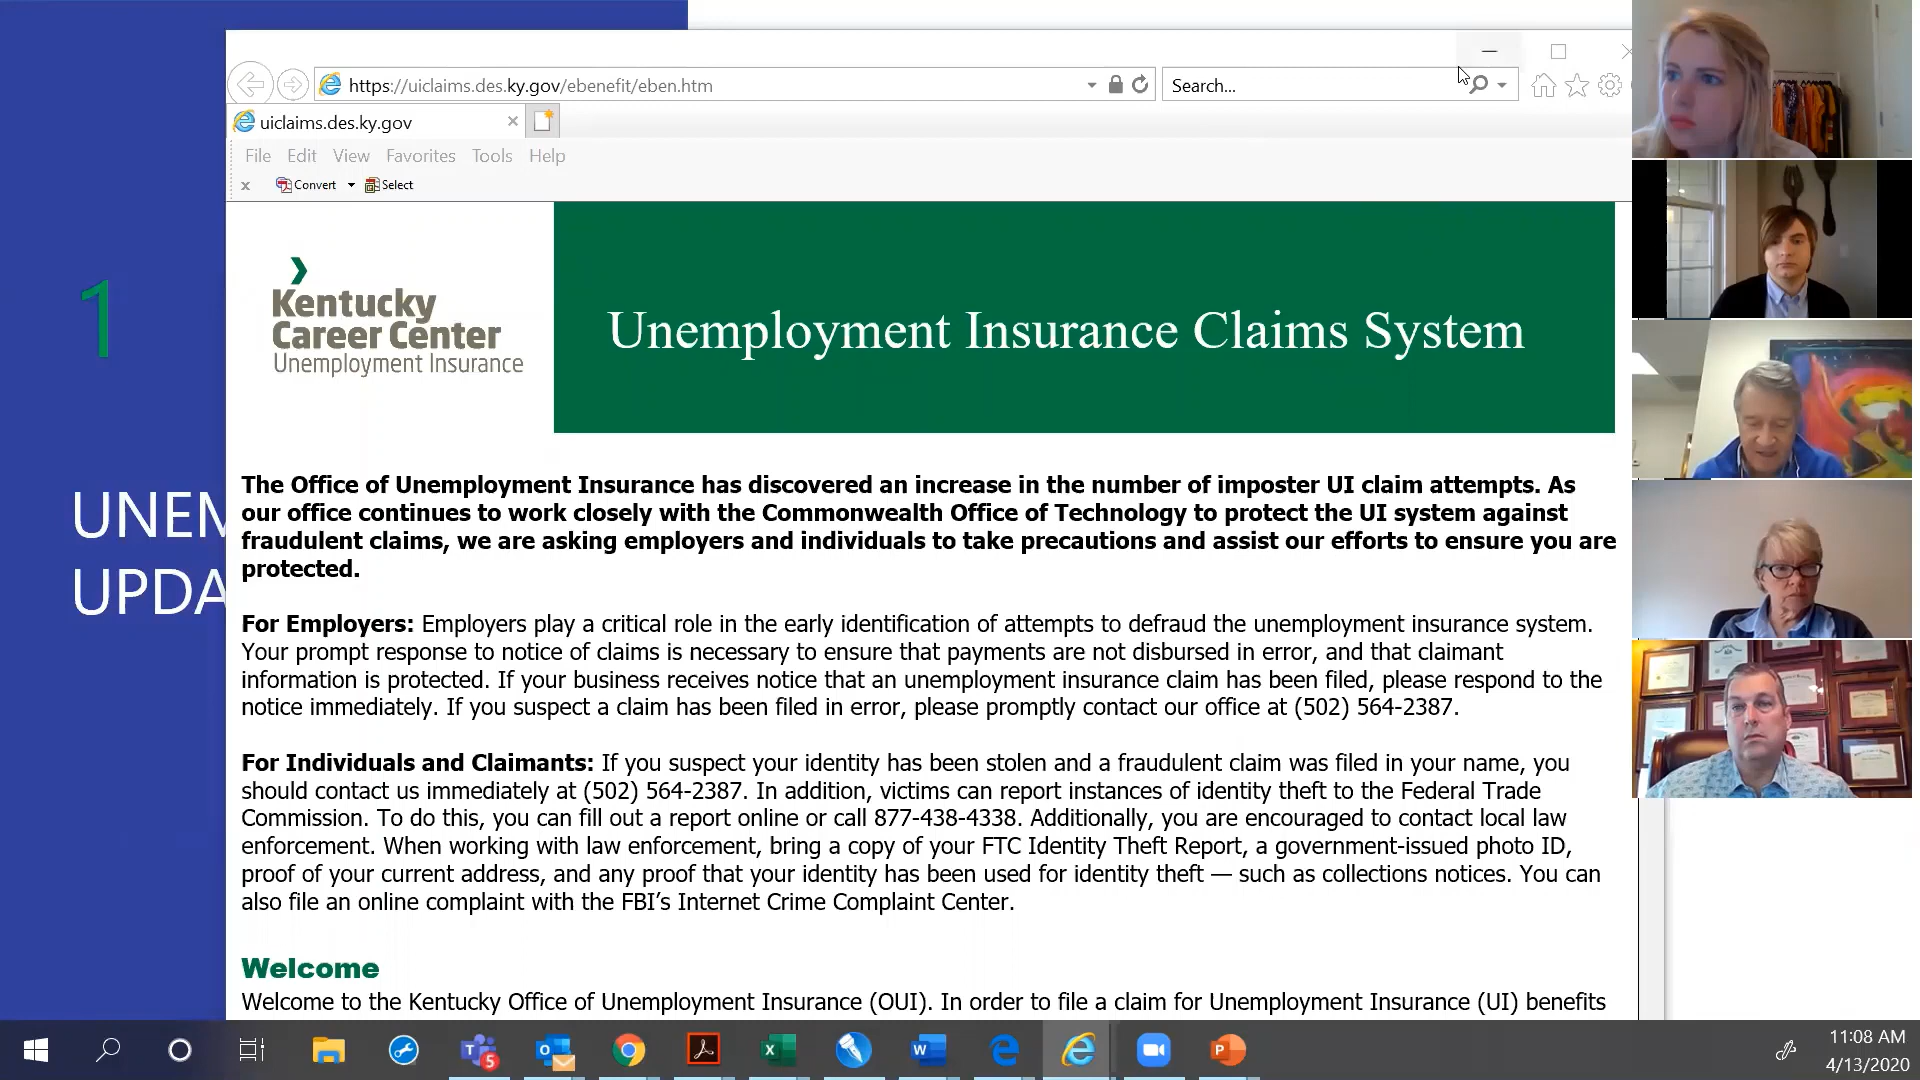 https://uiclaims.des.ky.gov/ebenefit/eben.htm
Search...
uiclaims.des.ky.gov
File Edit View Favorites Tools Help
x Convert Select
Kentucky
Career Center
Unemployment Insurance
Unemployment Insurance Claims System
1
UNEM
UPDA
The Office of Unemployment Insurance has discovered an increase in the number of imposter UI claim attempts. As
our office continues to work closely with the Commonwealth Office of Technology to protect the UI system against
fraudulent claims, we are asking employers and individuals to take precautions and assist our efforts to ensure you are
protected.
For Employers: Employers play a critical role in the early identification of attempts to defraud the unemployment insurance system.
Your prompt response to notice of claims is necessary to ensure that payments are not disbursed in error, and that claimant
information is protected. If your business receives notice that an unemployment insurance claim has been filed, please respond to the
notice immediately. If you suspect a claim has been filed in error, please promptly contact our office at (502) 564-2387.
For Individuals and Claimants: If you suspect your identity has been stolen and a fraudulent claim was filed in your name, you
should contact us immediately at (502) 564-2387. In addition, victims can report instances of identity theft to the Federal Trade
Commission. To do this, you can fill out a report online or call 877-438-4338. Additionally, you are encouraged to contact local law
enforcement. When working with law enforcement, bring a copy of your FTC Identity Theft Report, a government-issued photo ID,
proof of your current address, and any proof that your identity has been used for identity theft — such as collections notices. You can
also file an online complaint with the FBI’s Internet Crime Complaint Center.
Welcome
Welcome to the Kentucky Office of Unemployment Insurance (OUI). In order to file a claim for Unemployment Insurance (UI) benefits
5
11:08 AM
4/13/2020